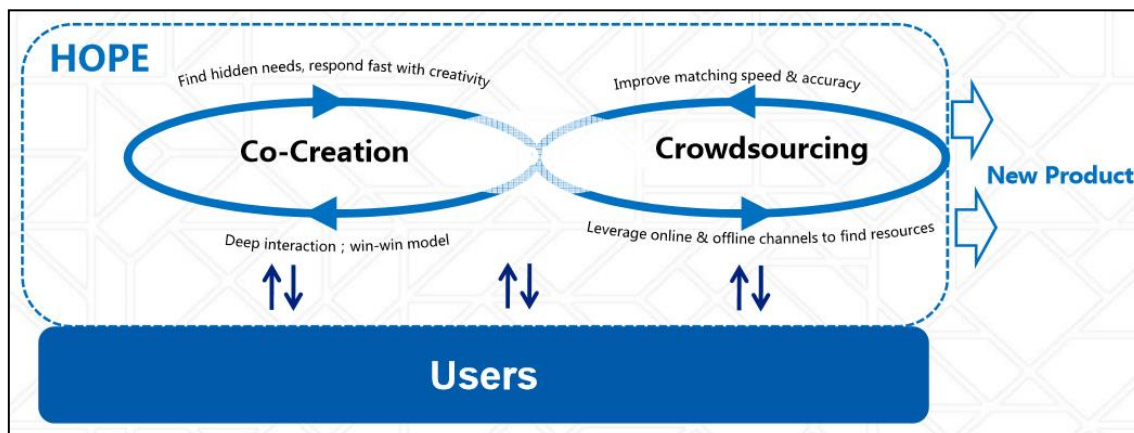 HOPE
Find hidden needs, respond fast with creativity
Improve matching speed & accuracy
Co-Creation
Crowdsourcing
New Product
Deep interaction ; win-win model
Leverage online & offline channels to find resources
Users